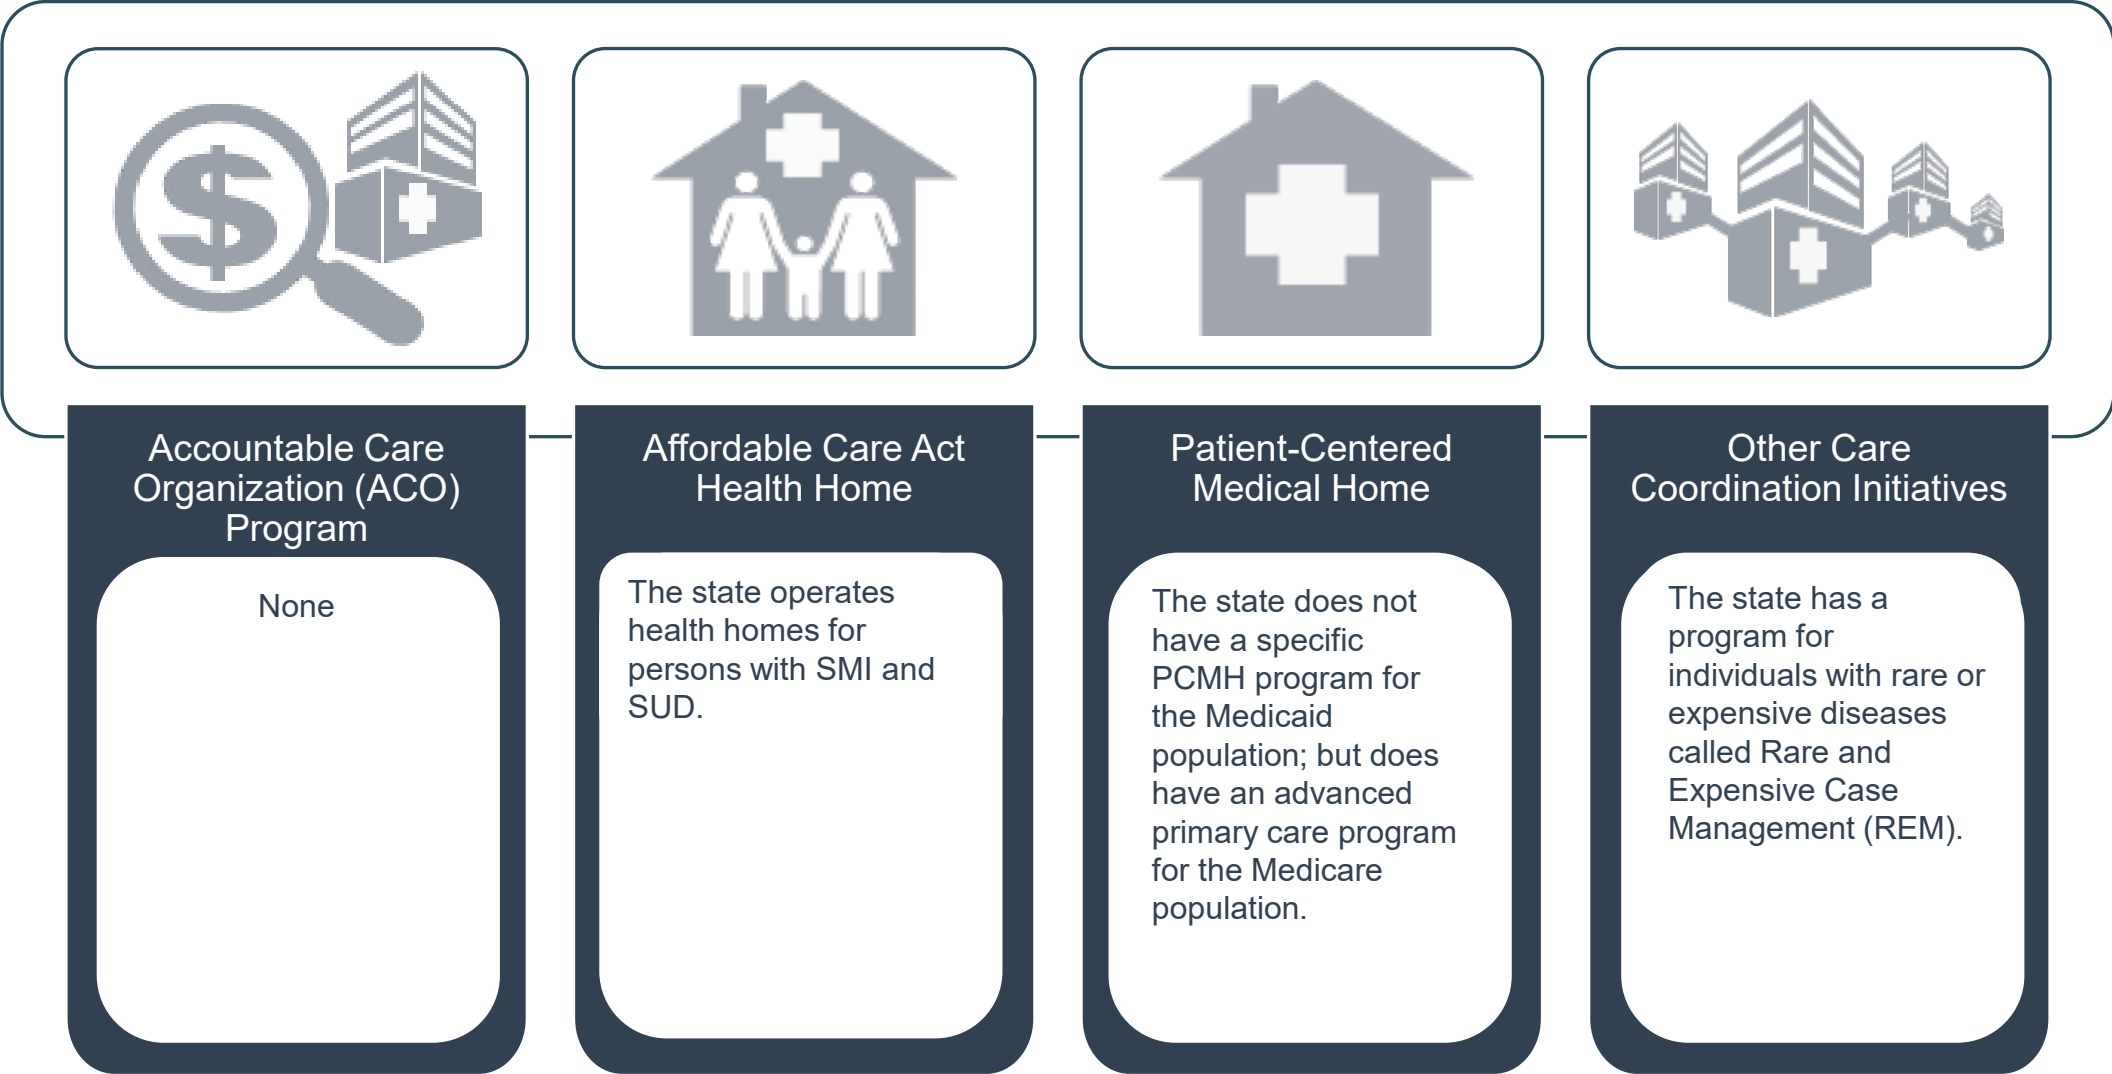 $
Accountable Care
Organization (ACO)
Program
None
Affordable Care Act
Health Home
The state operates
health homes for
persons with SMI and
SUD.
Patient-Centered
Medical Home
The state does not
have a specific
PCMH program for
the Medicaid
population; but does
have an advanced
primary care program
for the Medicare
population.
Other Care
Coordination Initiatives
The state has a
program for
individuals with rare or
expensive diseases
called Rare and
Expensive Case
Management (REM).